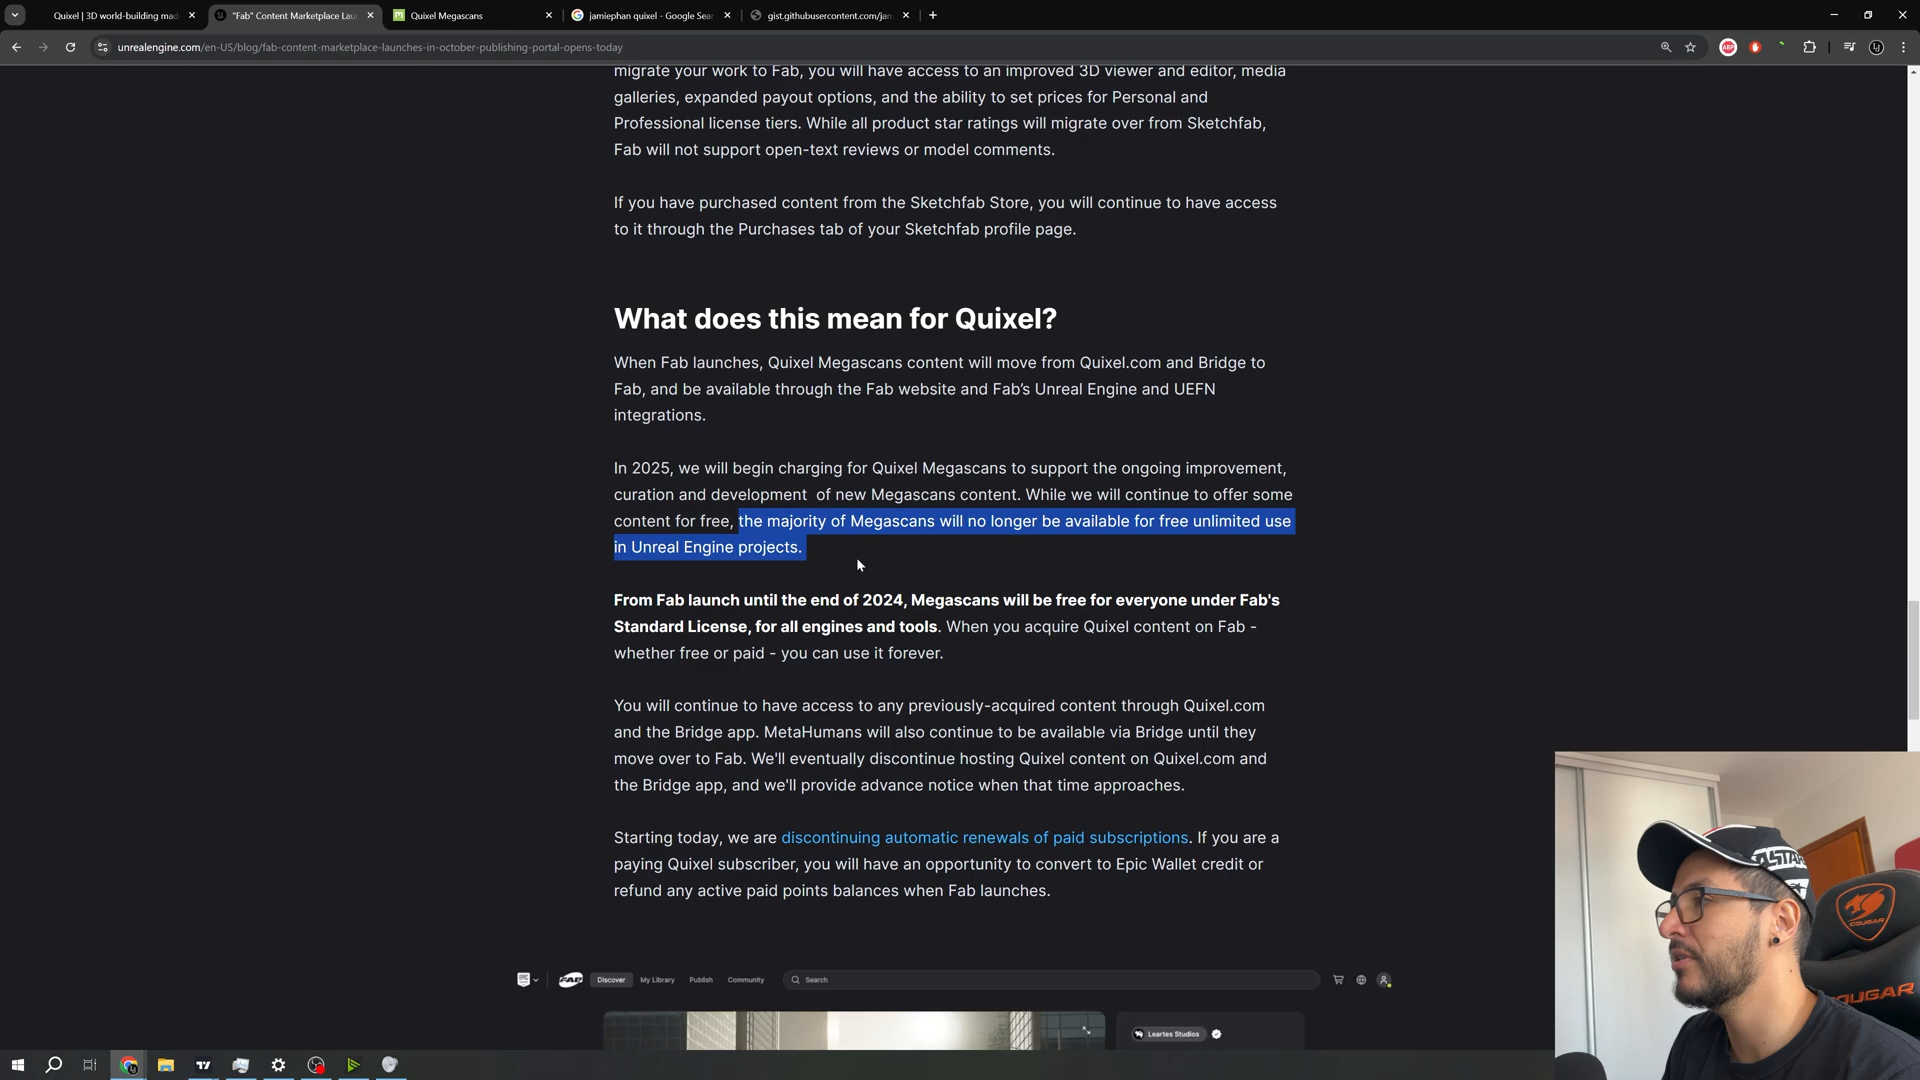 Quixel | 3D world-building mad
"Fab" Content Marketplace Lau
Quixel Megascans
jamiephan quixel - Google Sea
gist.githubusercontent.com/jam
unrealengine.com/en-US/blog/fab-content-marketplace-launches-in-october-publishing-portal-opens-today
ABP
migrate your work to Fab, you will have access to an improved 3D viewer and editor, media
galleries, expanded payout options, and the ability to set prices for Personal and
Professional license tiers. While all product star ratings will migrate over from Sketchfab,
Fab will not support open-text reviews or model comments.
If you have purchased content from the Sketchfab Store, you will continue to have access
to it through the Purchases tab of your Sketchfab profile page.
What does this mean for Quixel?
When Fab launches, Quixel Megascans content will move from Quixel.com and Bridge to
Fab, and be available through the Fab website and Fab's Unreal Engine and UEFN
integrations.
In 2025, we will begin charging for Quixel Megascans to support the ongoing improvement,
curation and development of new Megascans content. While we will continue to offer some
content for free, the majority of Megascans will no longer be available for free unlimited use
in Unreal Engine projects.
From Fab launch until the end of 2024, Megascans will be free for everyone under Fab's
Standard License, for all engines and tools. When you acquire Quixel content on Fab -
whether free or paid - you can use it forever.
You will continue to have access to any previously-acquired content through Quixel.com
and the Bridge app. MetaHumans will also continue to be available via Bridge until they
move over to Fab. We'll eventually discontinue hosting Quixel content on Quixel.com and
the Bridge app, and we'll provide advance notice when that time approaches.
Starting today, we are discontinuing automatic renewals of paid subscriptions. If you are a
paying Quixel subscriber, you will have an opportunity to convert to Epic Wallet credit or
refund any active paid points balances when Fab launches.
EPIC FAB Discover My Library Publish Community Search
Leartes Studios
COUGAR
OUGAR